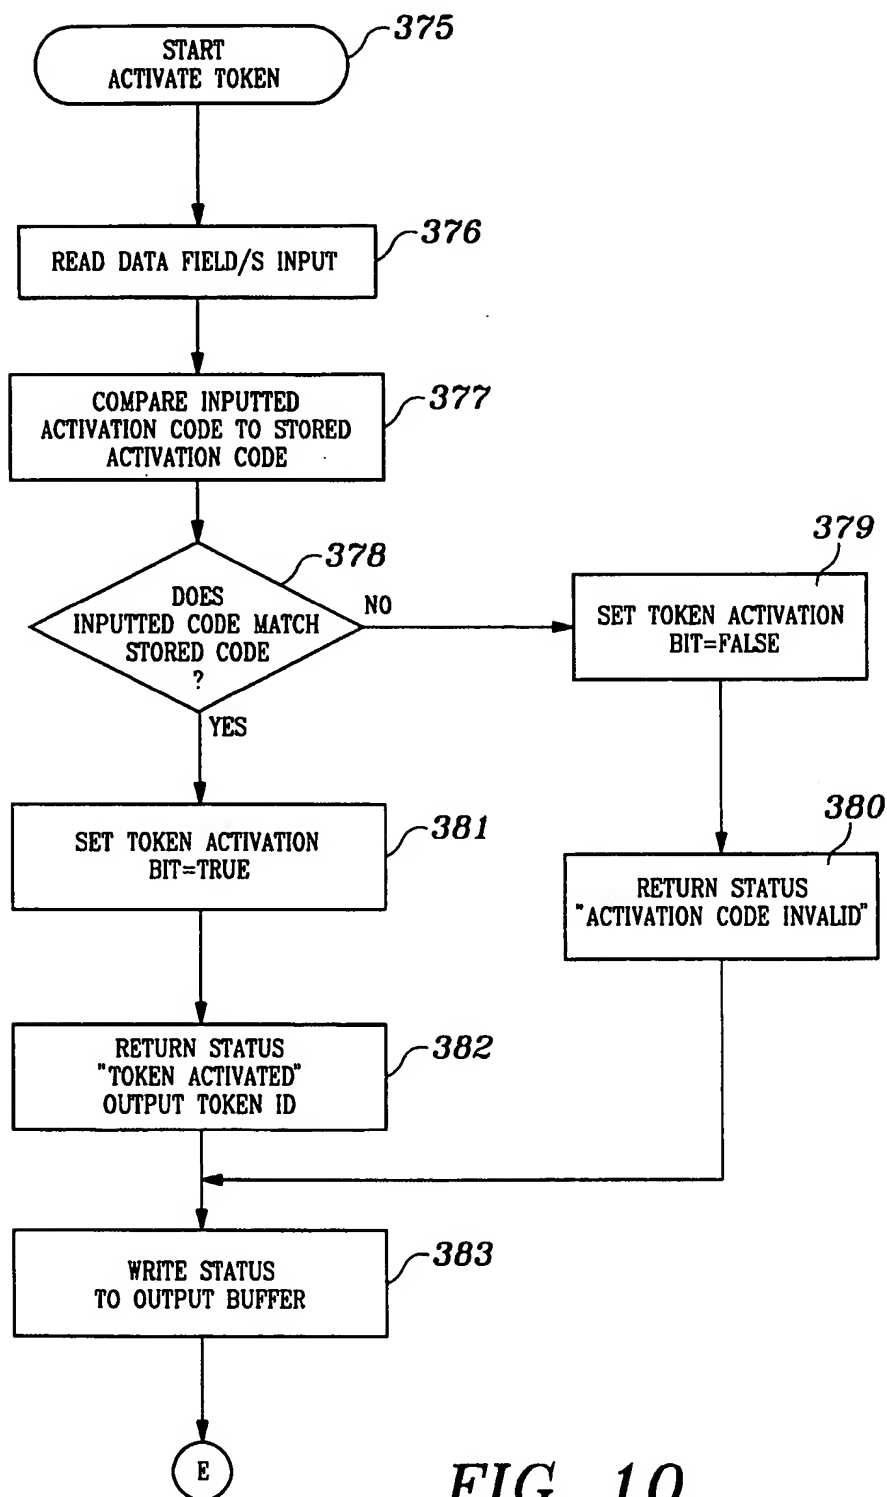 375
START
ACTIVATE TOKEN
376
READ DATA FIELD/S INPUT
377
COMPARE INPUTTED
ACTIVATION CODE TO STORED
ACTIVATION CODE
378
DOES
INPUTTED CODE MATCH
STORED CODE
?
NO
YES
379
SET TOKEN ACTIVATION
BIT=FALSE
380
RETURN STATUS
"ACTIVATION CODE INVALID"
381
SET TOKEN ACTIVATION
BIT=TRUE
382
RETURN STATUS
"TOKEN ACTIVATED"
OUTPUT TOKEN ID
383
WRITE STATUS
TO OUTPUT BUFFER
E
FIG. 10